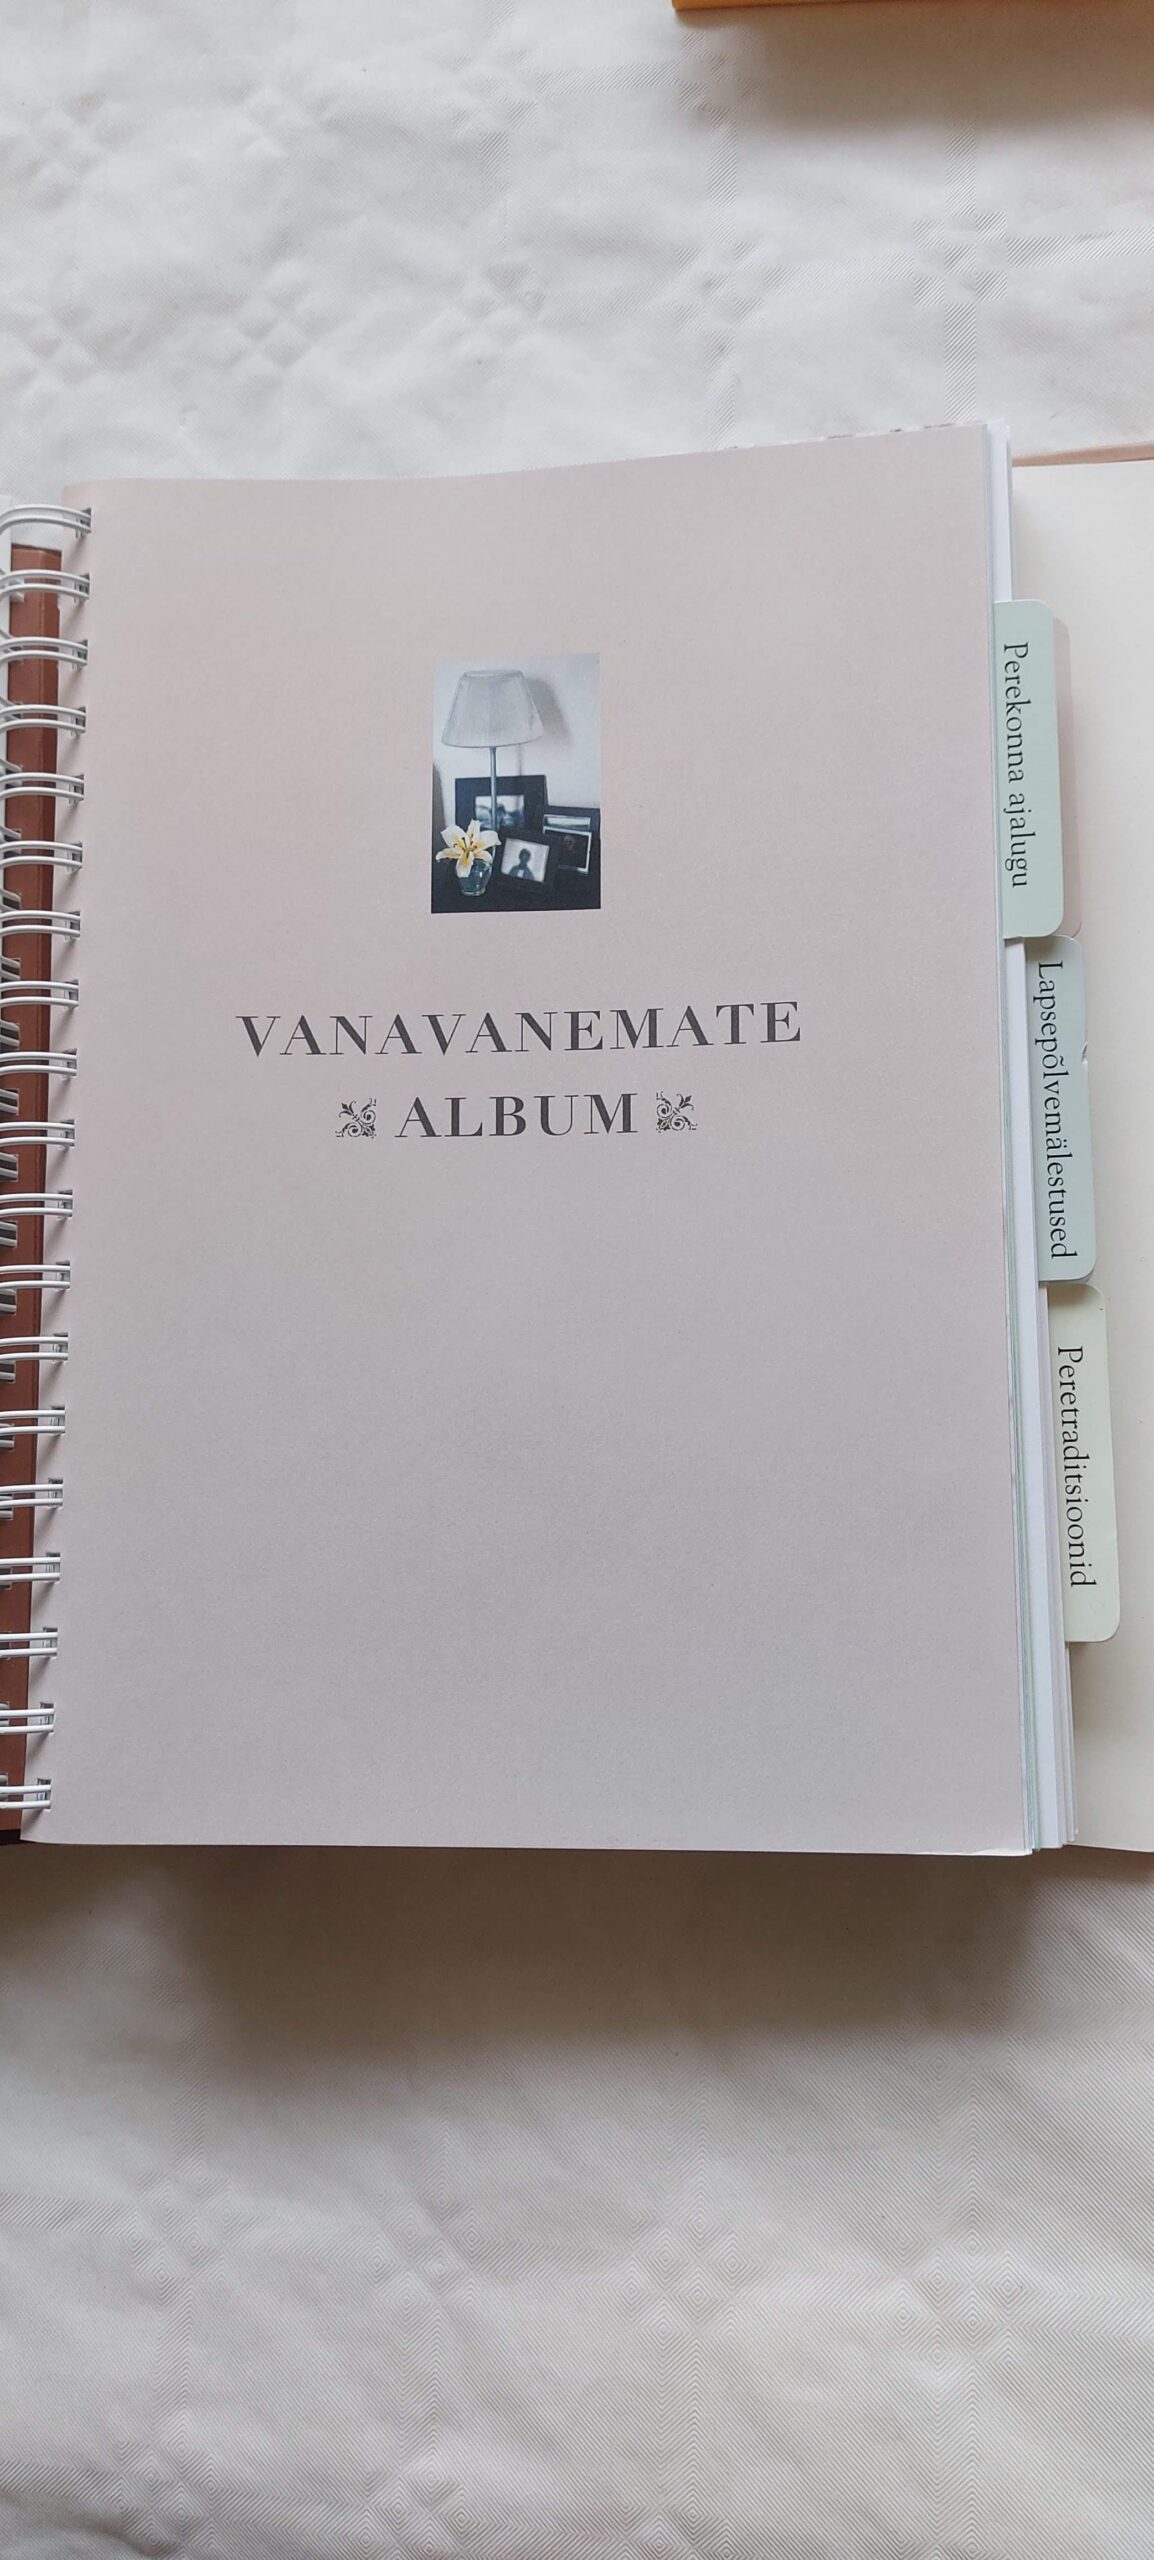 VANAVANEMATE
ALBUM
Perekonna ajalugu
Lapsepõlvemälestused
Peretraditsioonid